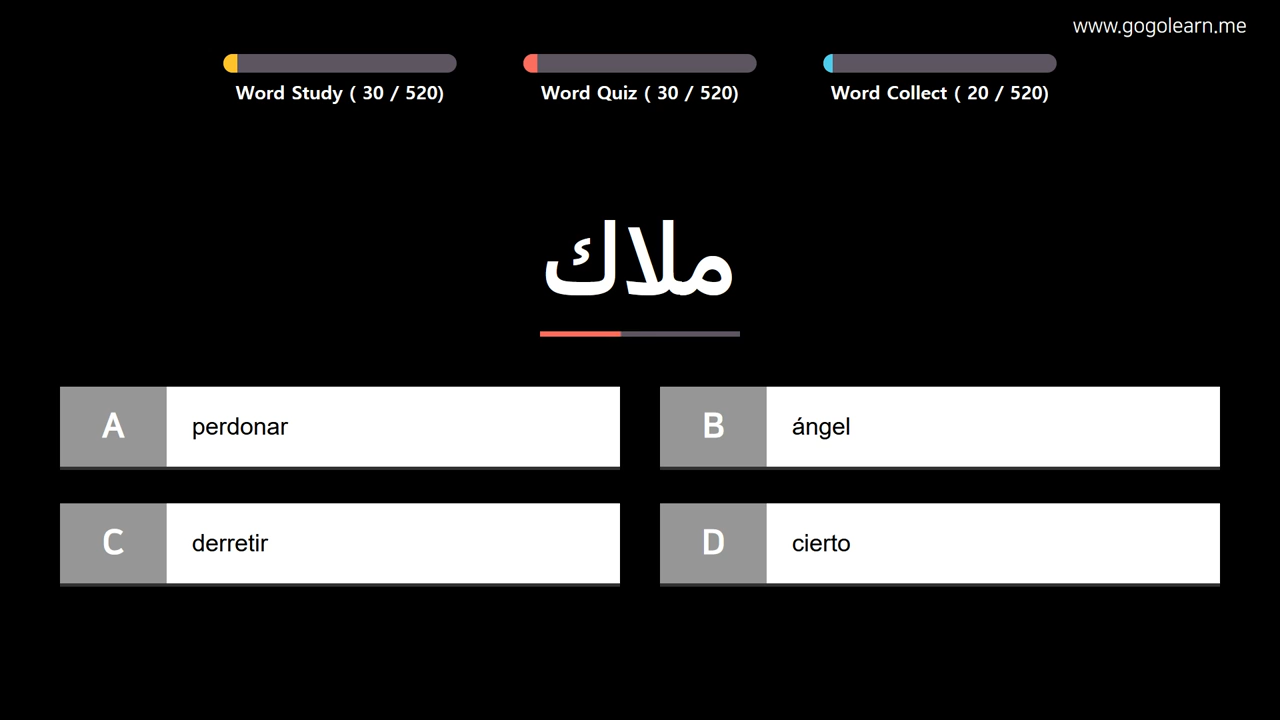 www.gogolearn.me
Word Study ( 30 / 520)
Word Quiz ( 30 / 520)
Word Collect ( 20 / 520)
ملاك
A perdonar
B ángel
C derretir
D cierto